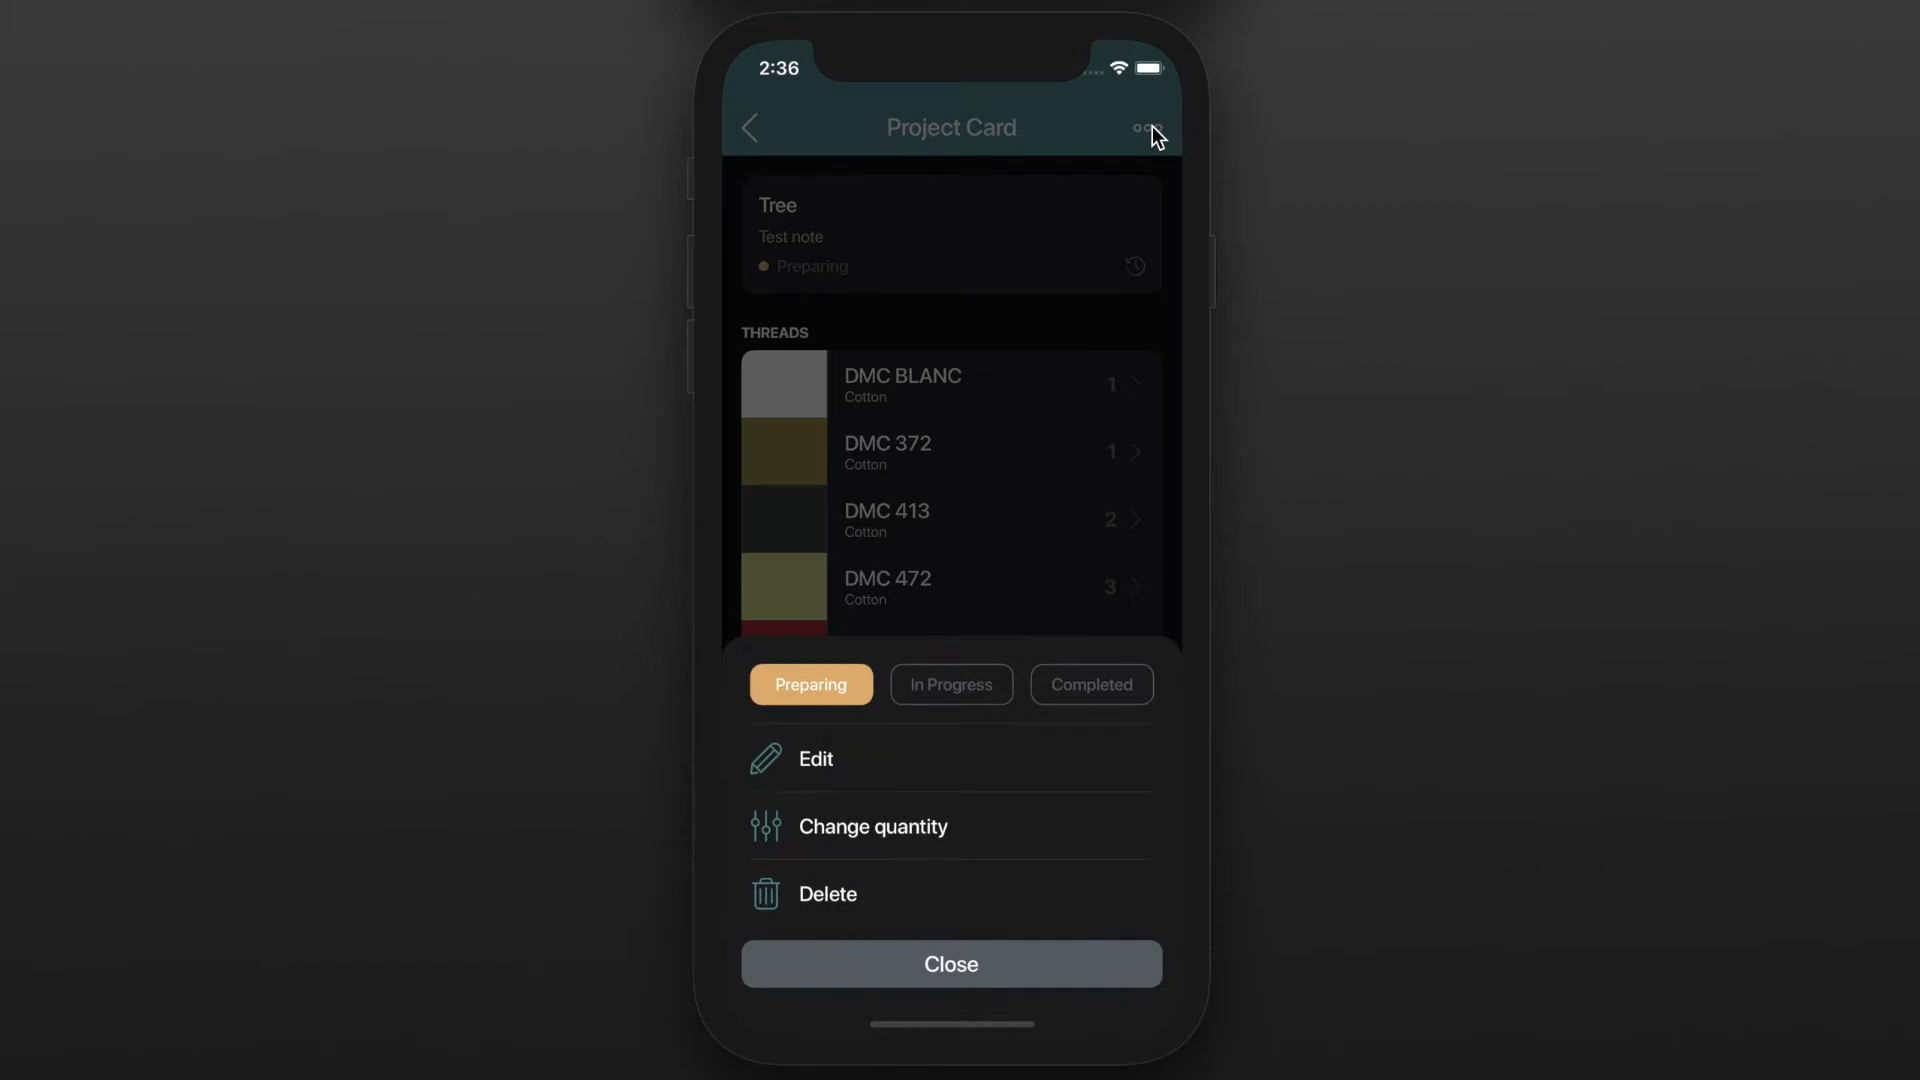 2:36
Project Card
Tree
Test note
Preparing
THREADS
DMC BLANC
Cotton
1
DMC 372
Cotton
1
DMC 413
Cotton
2
DMC 472
Cotton
3
Preparing
In Progress
Completed
Edit
Change quantity
Delete
Close